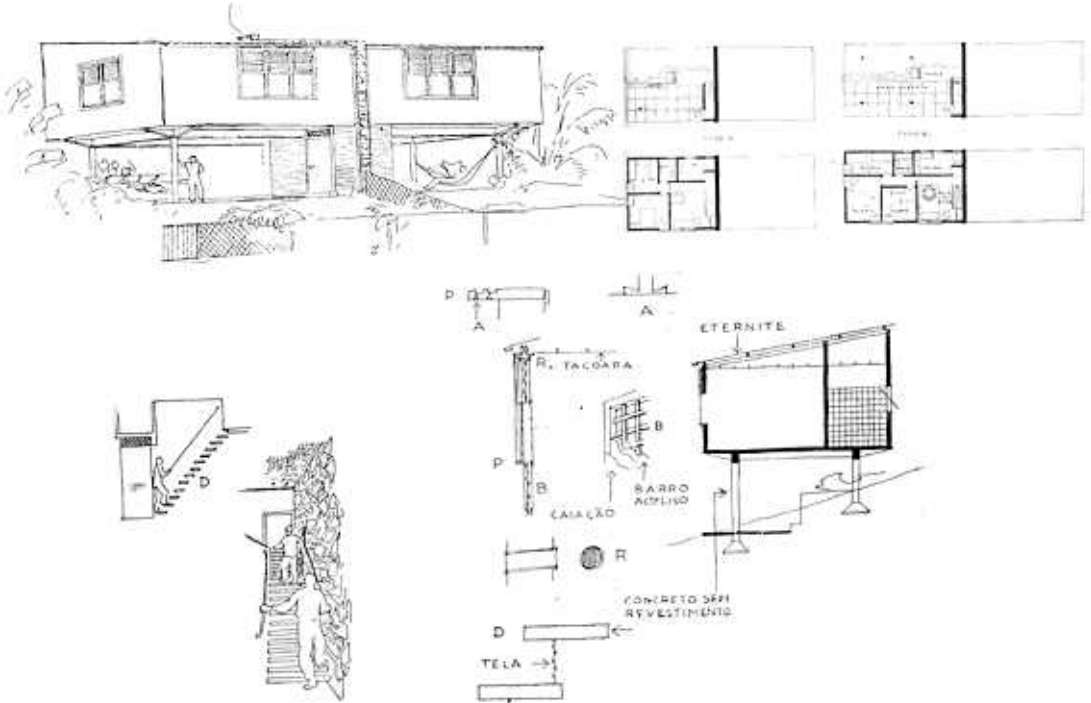 P
A
A
ETERNITE
R. TACOARA
B
P
B
D
BARRO
CAIAÇÃO
R
CONCRETO SEM
REVESTIMENTO
D
TELA